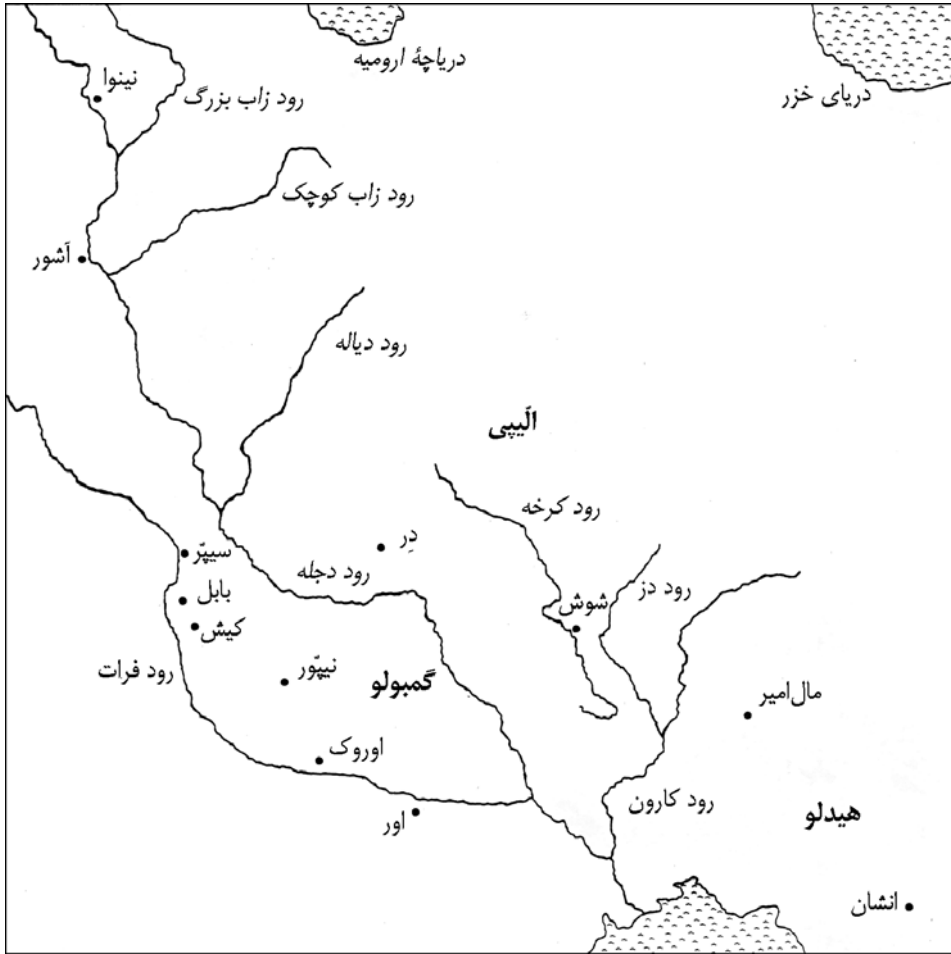 دریاچهٔ ارومیه
دریای خزر
نینوا
رود زاب بزرگ
رود زاب کوچک
آشور
رود دیاله
الّیپی
رود کرخه
دِر
سیپّر
رود دجله
رود دز
شوش
بابل
کیش
رود فرات
نیپّور
گمبولو
مال‌امیر
اوروک
رود کارون
هیدلو
اور
انشان